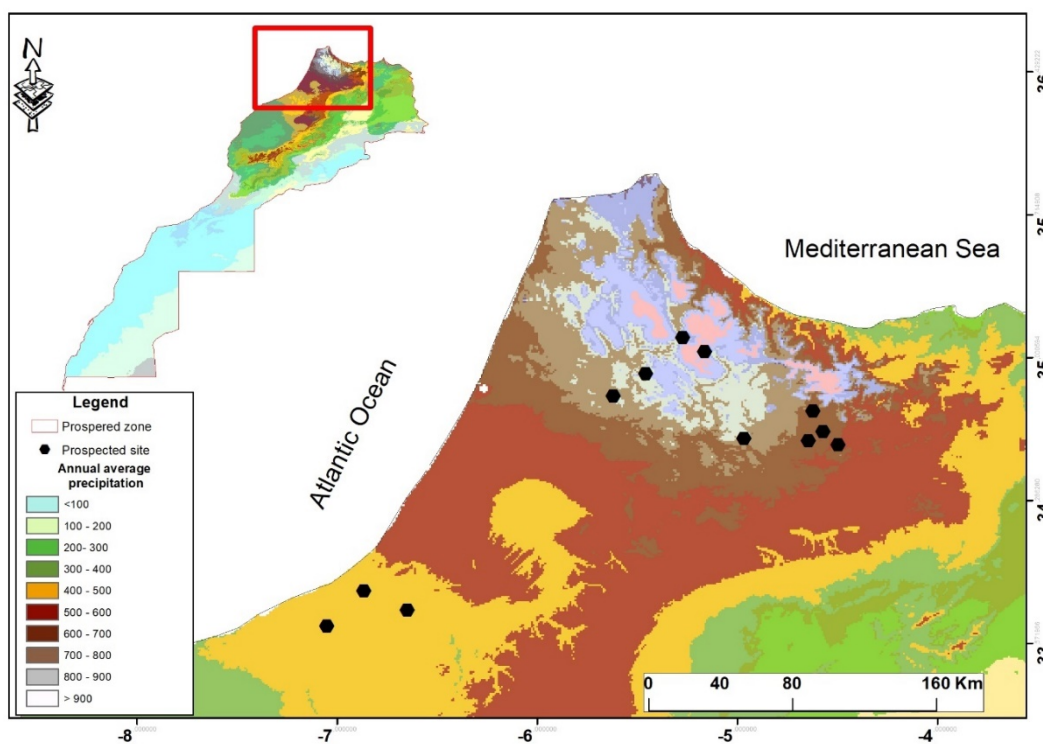 N
Mediterranean Sea
Atlantic Ocean
Legend
Prospered zone
Prospected site
Annual average
precipitation
<100
100 - 200
200- 300
300 - 400
400 - 500
500 - 600
600 - 700
700 - 800
800 - 900
> 900
0 40 80 160 Km
-8 -7 -6 -5 -4
36
35
35
34
33